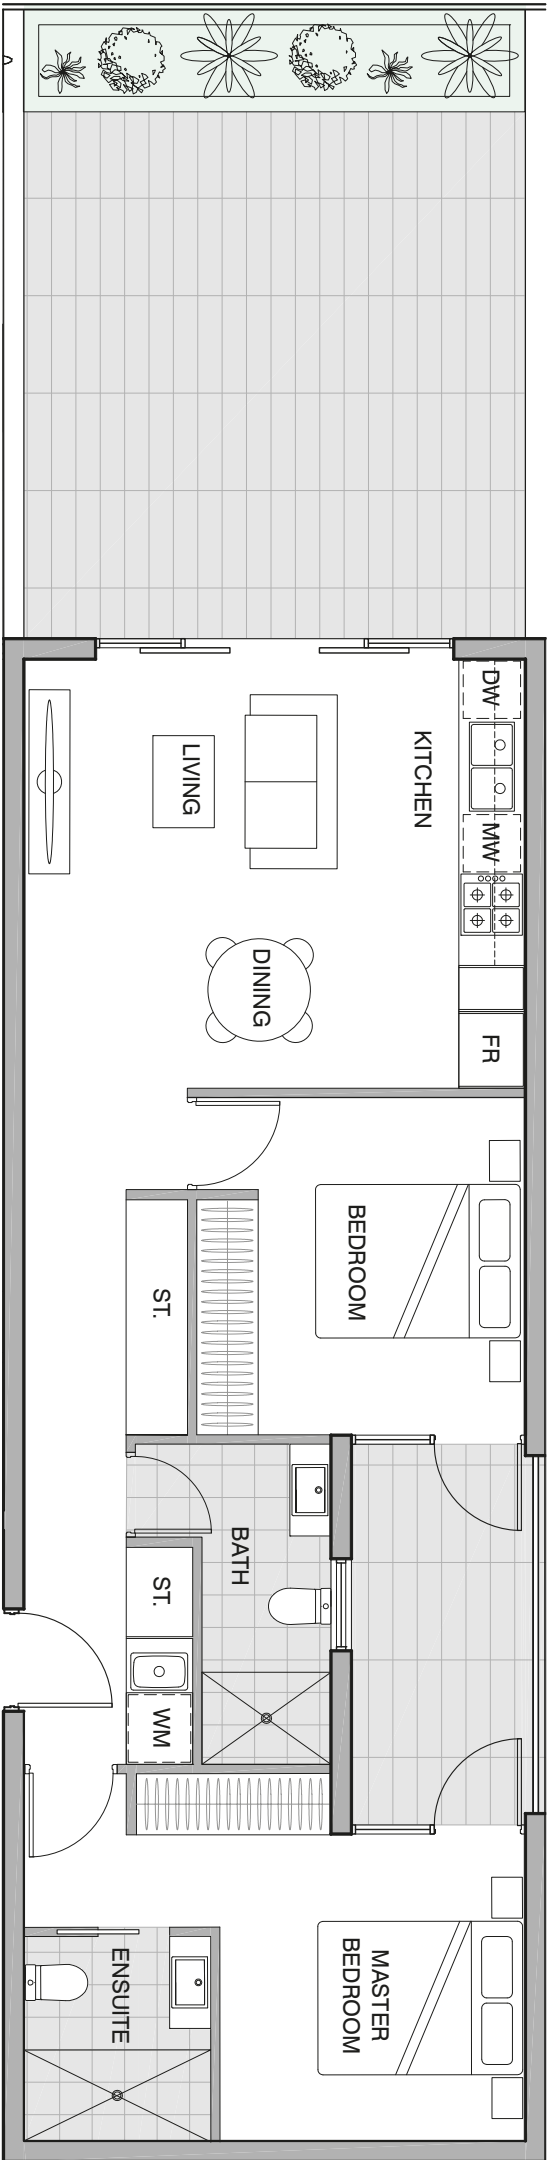 DW
KITCHEN
LIVING
MW
DINING
FR
BEDROOM
ST.
BATH
ST.
WM
MASTER
BEDROOM
ENSUITE